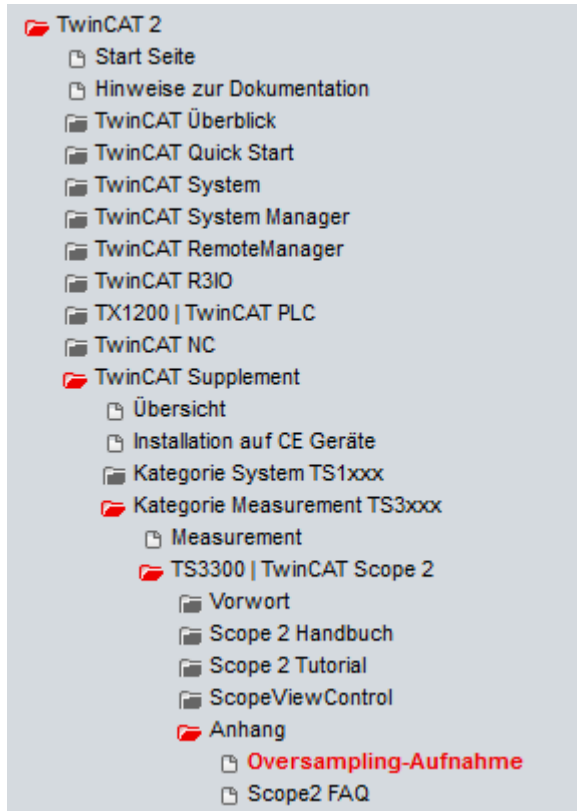 TwinCAT 2
Start Seite
Hinweise zur Dokumentation
TwinCAT Überblick
TwinCAT Quick Start
TwinCAT System
TwinCAT System Manager
TwinCAT RemoteManager
TwinCAT R3IO
TX1200 | TwinCAT PLC
TwinCAT NC
TwinCAT Supplement
Übersicht
Installation auf CE Geräte
Kategorie System TS1xxx
Kategorie Measurement TS3xxx
Measurement
TS3300 | TwinCAT Scope 2
Vorwort
Scope 2 Handbuch
Scope 2 Tutorial
ScopeViewControl
Anhang
Oversampling-Aufnahme
Scope2 FAQ